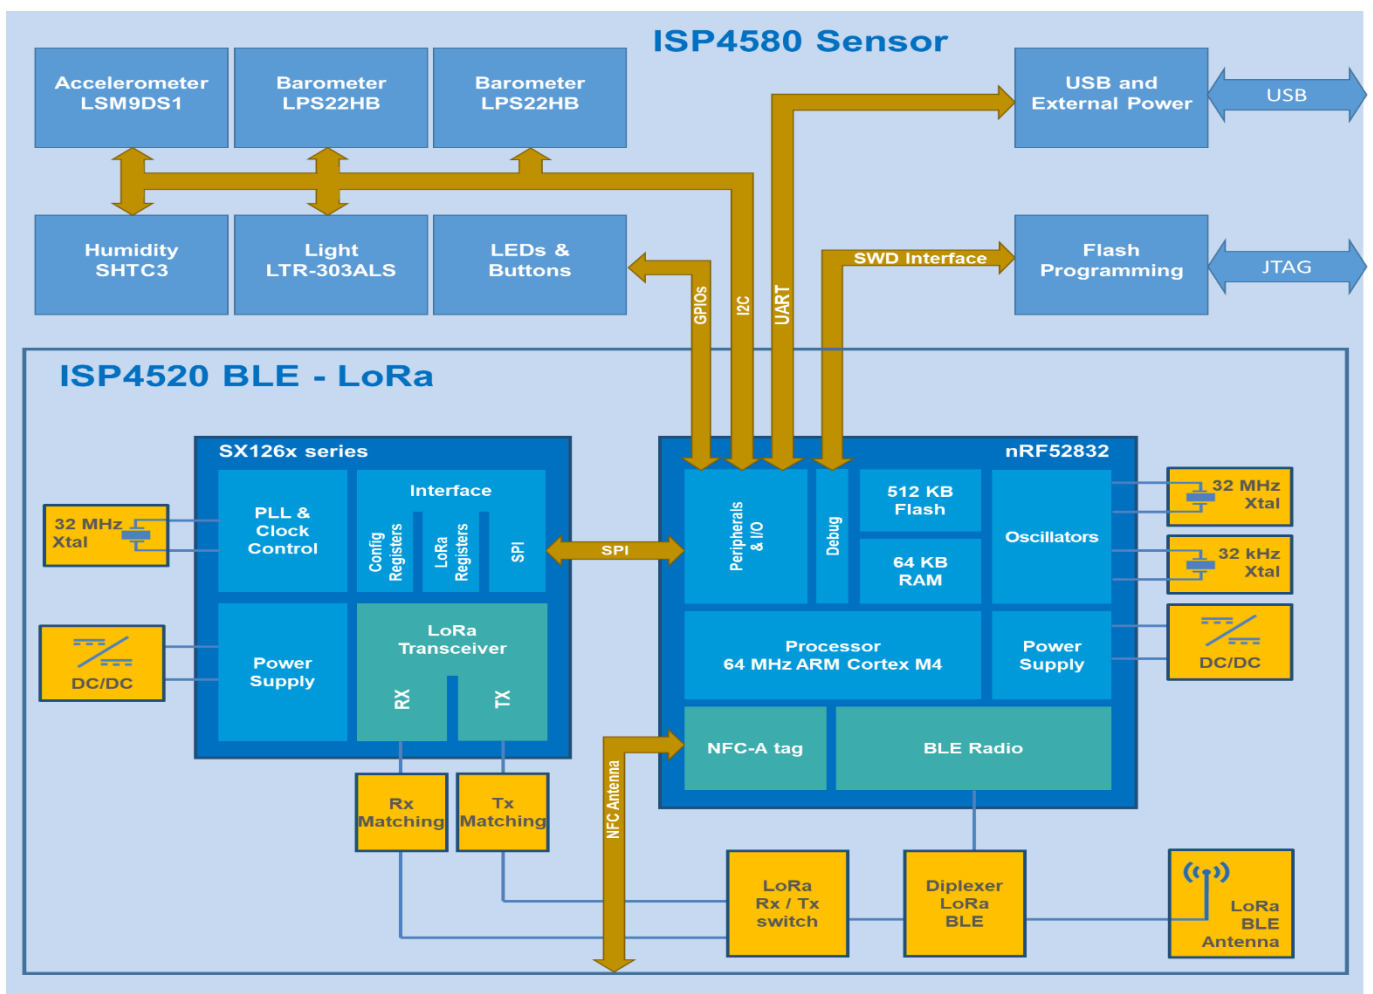 ISP4580 Sensor
Accelerometer
LSM9DS1
Barometer
LPS22HB
Barometer
LPS22HB
USB and
External Power
USB
Humidity
SHTC3
Light
LTR-303ALS
LEDs &
Buttons
GPIOs
I2C
UART
SWD Interface
Flash
Programming
JTAG
ISP4520 BLE - LoRa
SX126x series
PLL &
Clock
Control
Interface
Config
Registers
LoRa
Registers
SPI
32 MHz
Xtal
Power
Supply
DC/DC
LoRa
Transceiver
RX
TX
SPI
nRF52832
Peripherals
& I/O
Debug
512 KB
Flash
64 KB
RAM
Oscillators
32 MHz
Xtal
32 kHz
Xtal
Processor
64 MHz ARM Cortex M4
Power
Supply
DC/DC
NFC-A tag
BLE Radio
NFC Antenna
Rx
Matching
Tx
Matching
LoRa
Rx / Tx
switch
Diplexer
LoRa
BLE
LoRa
BLE
Antenna